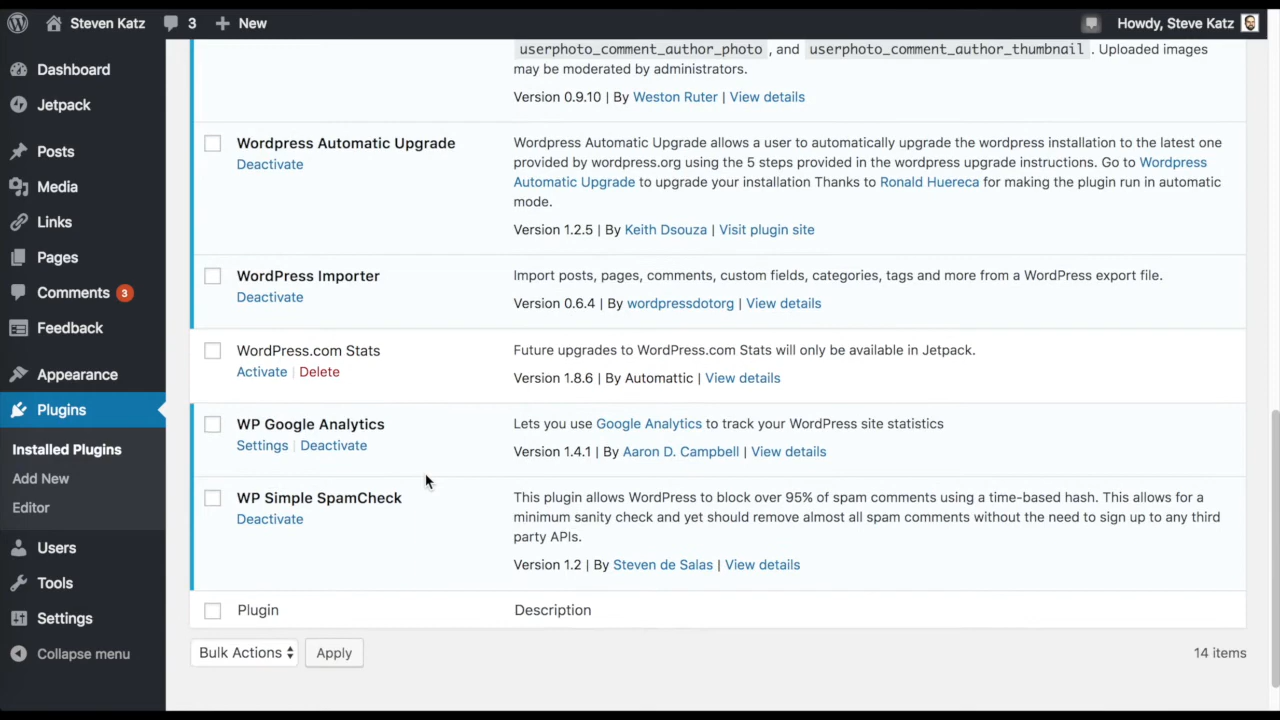 Steven Katz 3 New Howdy, Steve Katz
Dashboard
Jetpack
Posts
Media
Links
Pages
Comments 3
Feedback
Appearance
Plugins
Installed Plugins
Add New
Editor
Users
Tools
Settings
Collapse menu
userphoto_comment_author_photo , and userphoto_comment_author_thumbnail . Uploaded images
may be moderated by administrators.
Version 0.9.10 | By Weston Ruter | View details
Wordpress Automatic Upgrade
Deactivate
Wordpress Automatic Upgrade allows a user to automatically upgrade the wordpress installation to the latest one
provided by wordpress.org using the 5 steps provided in the wordpress upgrade instructions. Go to Wordpress
Automatic Upgrade to upgrade your installation Thanks to Ronald Huereca for making the plugin run in automatic
mode.
Version 1.2.5 | By Keith Dsouza | Visit plugin site
WordPress Importer
Deactivate
Import posts, pages, comments, custom fields, categories, tags and more from a WordPress export file.
Version 0.6.4 | By wordpressdotorg | View details
WordPress.com Stats
Activate | Delete
Future upgrades to WordPress.com Stats will only be available in Jetpack.
Version 1.8.6 | By Automattic | View details
WP Google Analytics
Settings | Deactivate
Lets you use Google Analytics to track your WordPress site statistics
Version 1.4.1 | By Aaron D. Campbell | View details
WP Simple SpamCheck
Deactivate
This plugin allows WordPress to block over 95% of spam comments using a time-based hash. This allows for a
minimum sanity check and yet should remove almost all spam comments without the need to sign up to any third
party APIs.
Version 1.2 | By Steven de Salas | View details
Plugin Description
Bulk Actions Apply 14 items